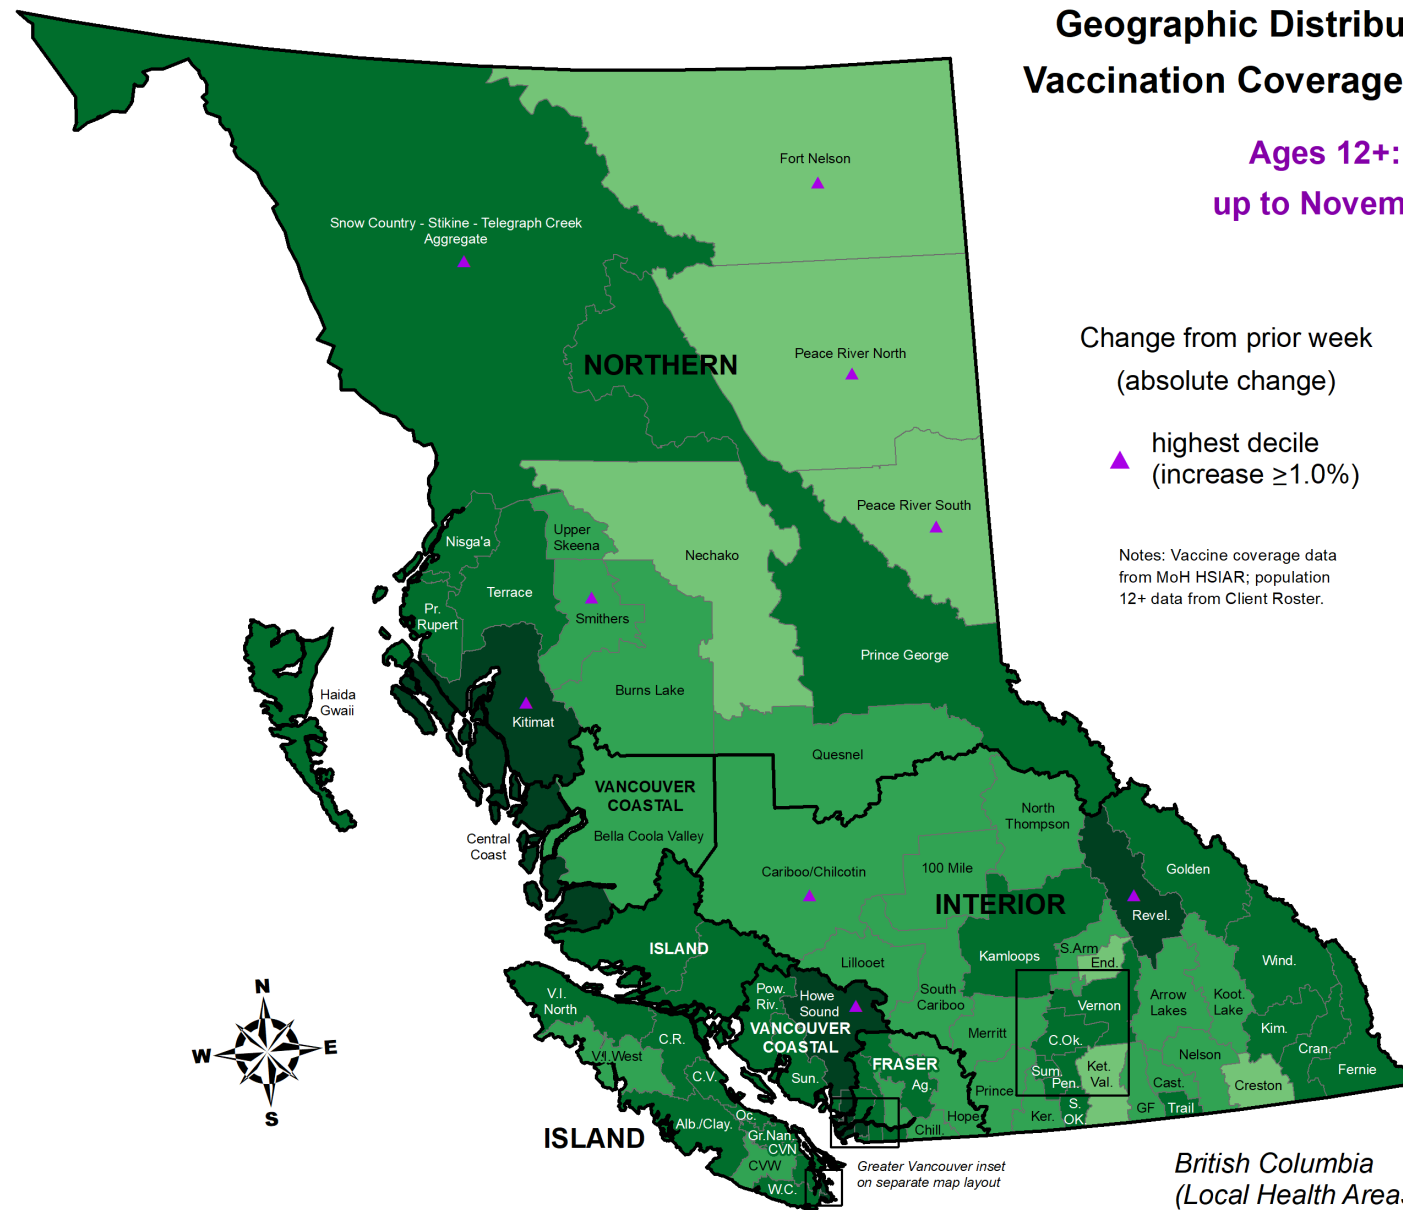 Geographic Distribu
Vaccination Coverage
Ages 12+:
up to Novem
Fort Nelson
Snow Country - Stikine - Telegraph Creek
Aggregate
Change from prior week
(absolute change)
Peace River North
NORTHERN
highest decile
(increase ≥1.0%)
Peace River South
Upper
Skeena
Nisga'a
Nechako
Notes: Vaccine coverage data
from MoH HSIAR; population
12+ data from Client Roster.
Terrace
Pr.
Rupert
Smithers
Prince George
Burns Lake
Haida
Gwaii
Kitimat
Quesnel
VANCOUVER
COASTAL
Bella Coola Valley
North
Thompson
Central
Coast
Cariboo/Chilcotin
100 Mile
Golden
INTERIOR
Revel.
ISLAND
S.Arm
End.
Kamloops
Lillooet
Wind.
V.I.
North
Pow.
Riv.
Howe
Sound
South
Cariboo
Vernon
Arrow
Lakes
Koot.
Lake
N
W
E
S
VANCOUVER
COASTAL
C.R.
Merritt
C.Ok.
Kim.
Cran.
V.I.West
FRASER
Nelson
Fernie
C.V.
Sun.
Ag.
Prince
Sum.
Pen.
Ket.
Val.
Cast.
Creston
Oc.
Alb./Clay.
Hope
Chill.
Ker.
S.
OK.
GF
Trail
ISLAND
Gr.Nan.
CVN
CVW
W.C.
Greater Vancouver inset
on separate map layout
British Columbia
(Local Health Areas